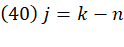 (40) j = k − n